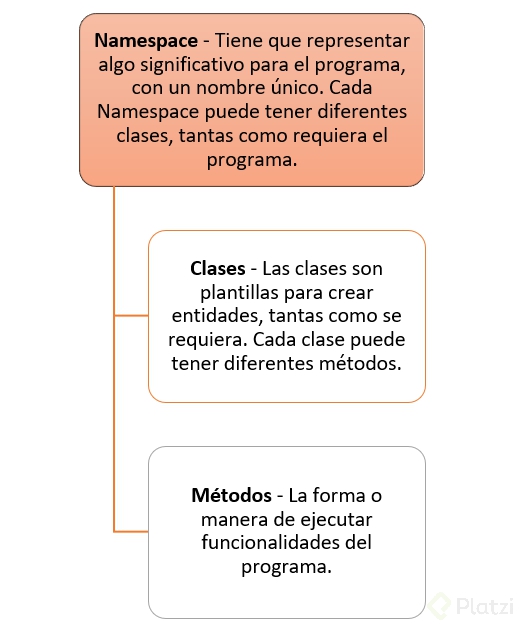 Namespace - Tiene que representar
algo significativo para el programa,
con un nombre único. Cada
Namespace puede tener diferentes
clases, tantas como requiera el
programa.
Clases - Las clases son
plantillas para crear
entidades, tantas como se
requiera. Cada clase puede
tener diferentes métodos.
Métodos - La forma o
manera de ejecutar
funcionalidades del
programa.
Platzi